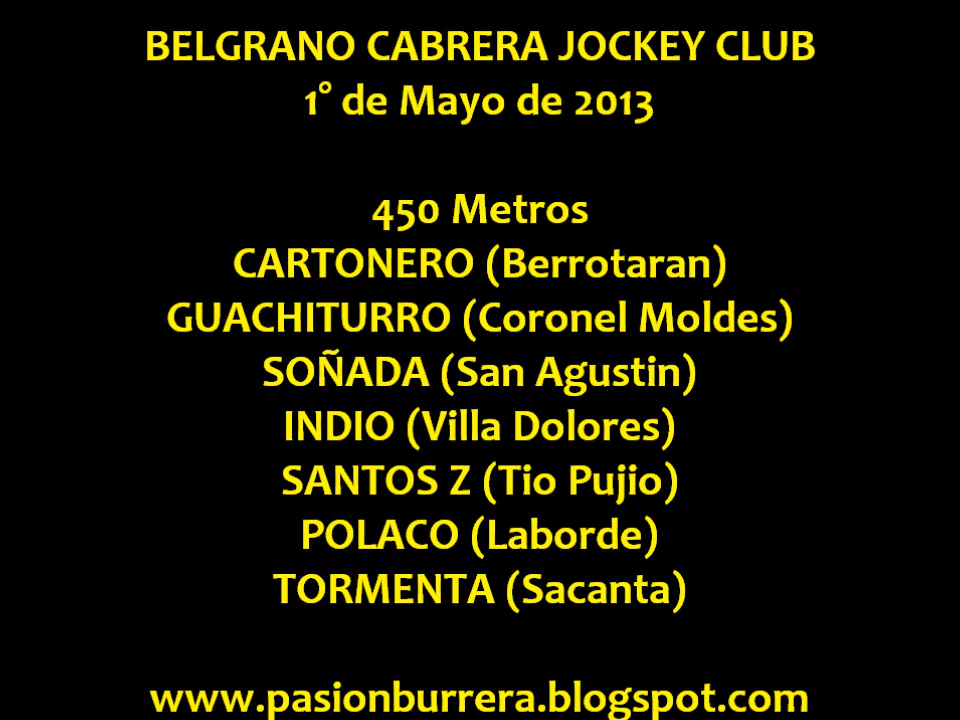 BELGRANO CABRERA JOCKEY CLUB
1° de Mayo de 2013
450 Metros
CARTONERO (Berrotaran)
GUACHITURRO (Coronel Moldes)
SOÑADA (San Agustin)
INDIO (Villa Dolores)
SANTOS Z (Tio Pujio)
POLACO (Laborde)
TORMENTA (Sacanta)
www.pasionburrera.blogspot.com